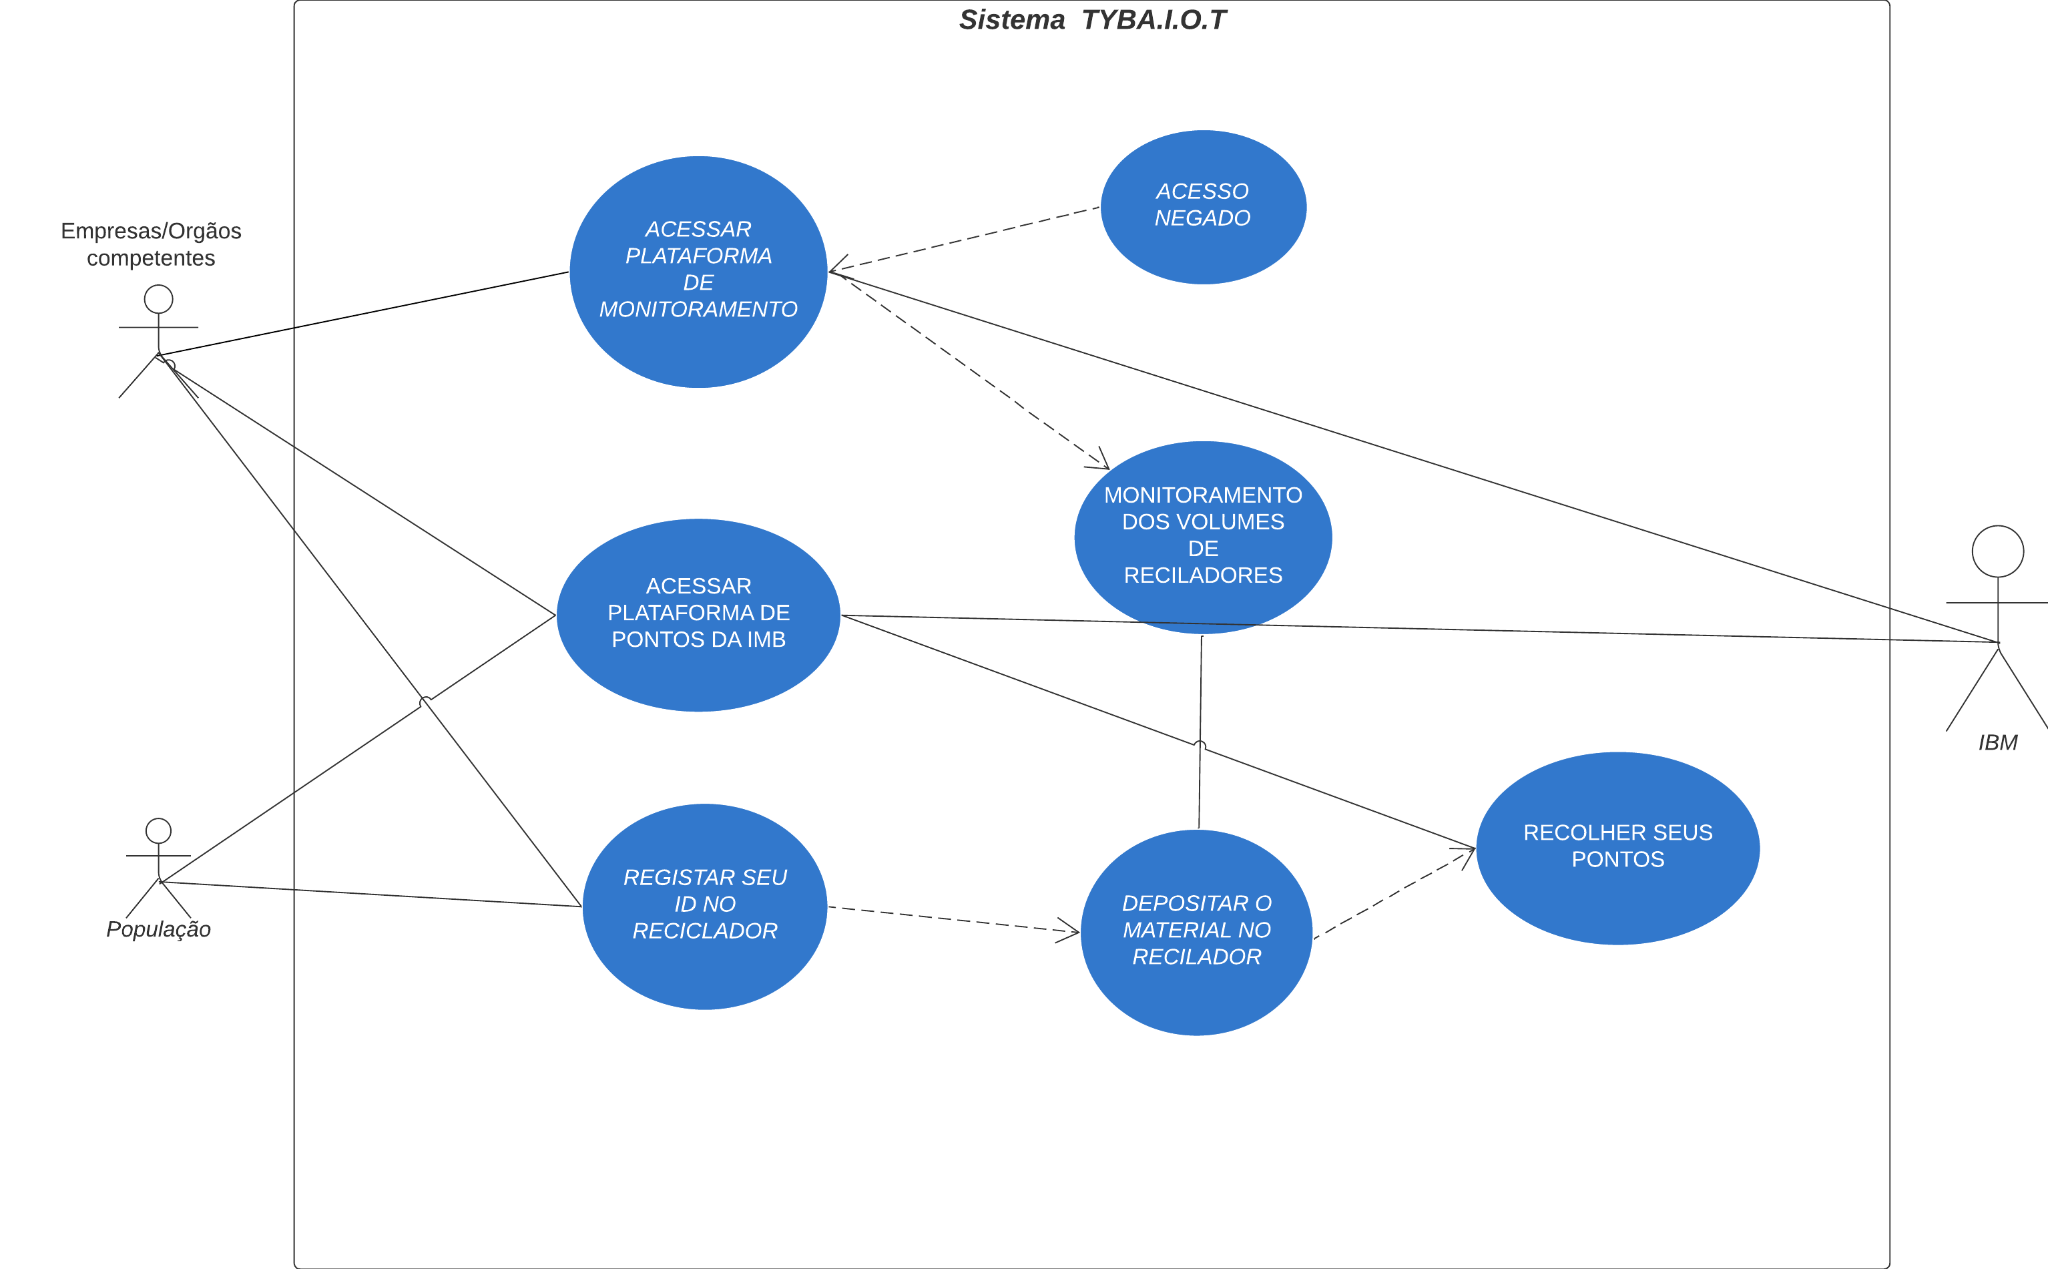 Sistema TYBA.I.O.T
Empresas/Orgãos
competentes
ACESSAR
PLATAFORMA
DE
MONITORAMENTO
ACESSO
NEGADO
MONITORAMENTO
DOS VOLUMES
DE
RECILADORES
ACESSAR
PLATAFORMA DE
PONTOS DA IMB
IBM
População
REGISTAR SEU
ID NO
RECICLADOR
DEPOSITAR O
MATERIAL NO
RECILADOR
RECOLHER SEUS
PONTOS